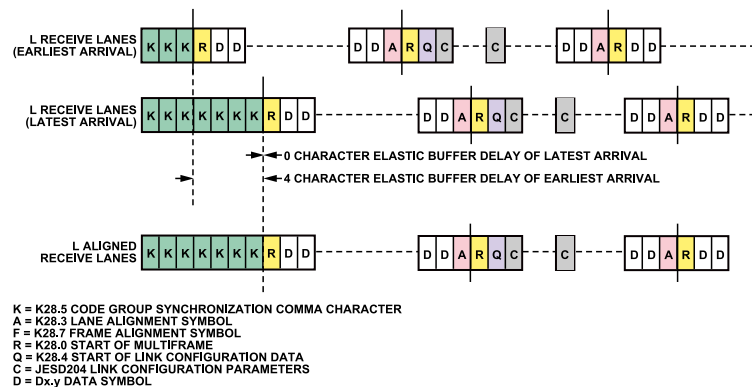 L RECEIVE LANES
(EARLIEST ARRIVAL)
K K K R D D
D D A R Q C
C
D D A R D D
L RECEIVE LANES
(LATEST ARRIVAL)
K K K K K K K R D D
D D A R Q C
C
D D A R D D
0 CHARACTER ELASTIC BUFFER DELAY OF LATEST ARRIVAL
4 CHARACTER ELASTIC BUFFER DELAY OF EARLIEST ARRIVAL
L ALIGNED
RECEIVE LANES
K K K K K K K R D D
D D A R Q C
C
D D A R D D
K = K28.5 CODE GROUP SYNCHRONIZATION COMMA CHARACTER
A = K28.3 LANE ALIGNMENT SYMBOL
F = K28.7 FRAME ALIGNMENT SYMBOL
R = K28.0 START OF MULTIFRAME
Q = K28.4 START OF LINK CONFIGURATION DATA
C = JESD204 LINK CONFIGURATION PARAMETERS
D = Dx.y DATA SYMBOL